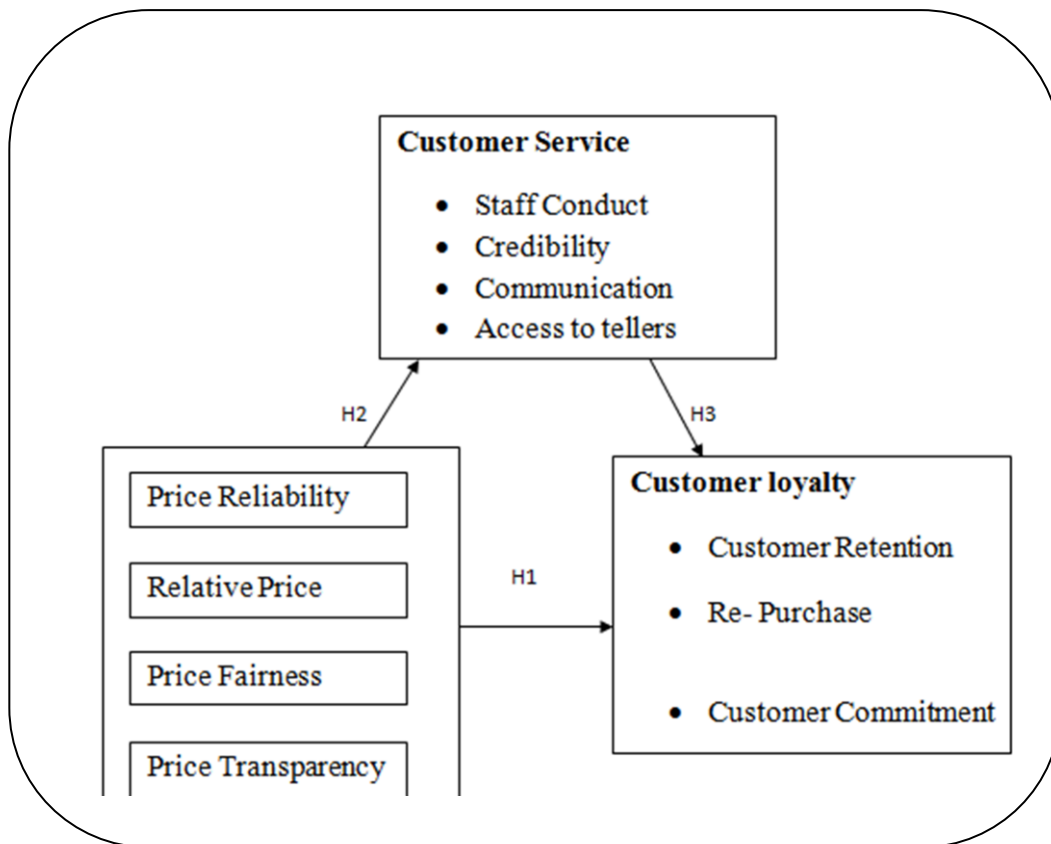 Customer Service
• Staff Conduct
• Credibility
• Communication
• Access to tellers
H2
H3
Price Reliability
Relative Price
Price Fairness
Price Transparency
H1
Customer loyalty
• Customer Retention
• Re- Purchase
• Customer Commitment